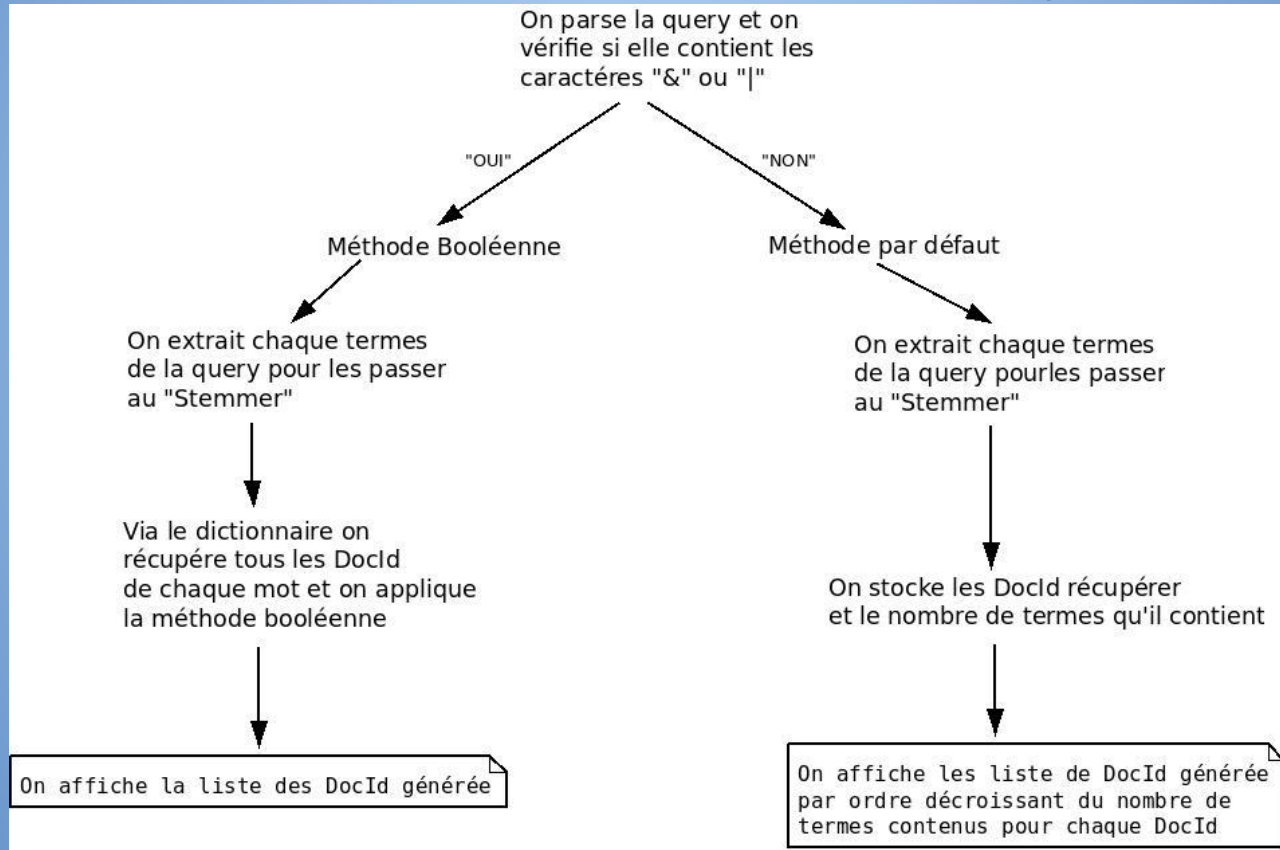 On parse la query et on
vérifie si elle contient les
caractéres "&" ou "|"
"OUI"
"NON"
Méthode Booléenne
Méthode par défaut
On extrait chaque termes
de la query pour les passer
au "Stemmer"
On extrait chaque termes
de la query pourles passer
au "Stemmer"
Via le dictionnaire on
récupére tous les DocId
de chaque mot et on applique
la méthode booléenne
On stocke les DocId récupérer
et le nombre de termes qu'il contient
On affiche la liste des DocId générée
On affiche les liste de DocId générée
par ordre décroissant du nombre de
termes contenus pour chaque DocId